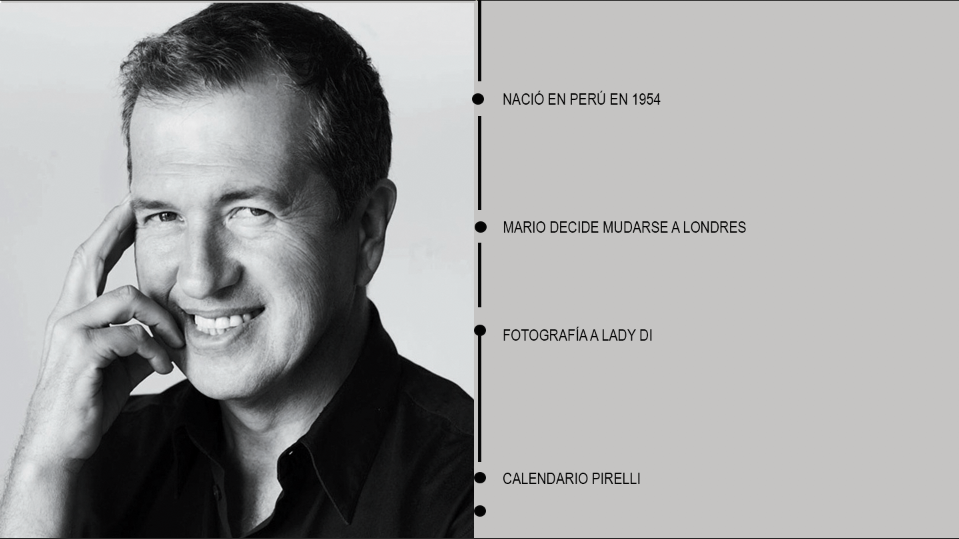 NACIÓ EN PERÚ EN 1954
MARIO DECIDE MUDARSE A LONDRES
FOTOGRAFÍA A LADY DI
CALENDARIO PIRELLI